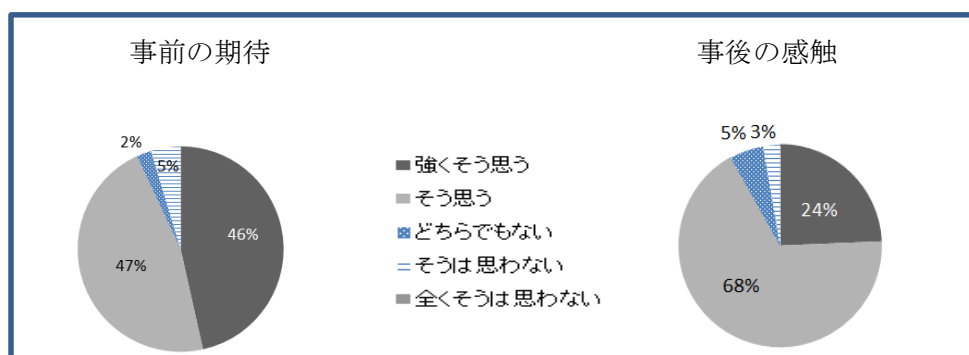 事前の期待
事後の感触
2%
5%
46%
47%
強くそう思う
そう思う
どちらでもない
そうは思わない
全くそうは思わない
5%
3%
24%
68%